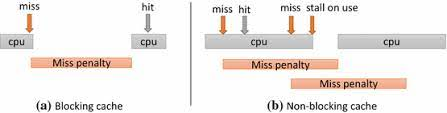 miss hit miss hit miss stall on use
cpu cpu cpu cpu
Miss penalty Miss penalty
Miss penalty
(a) Blocking cache (b) Non-blocking cache